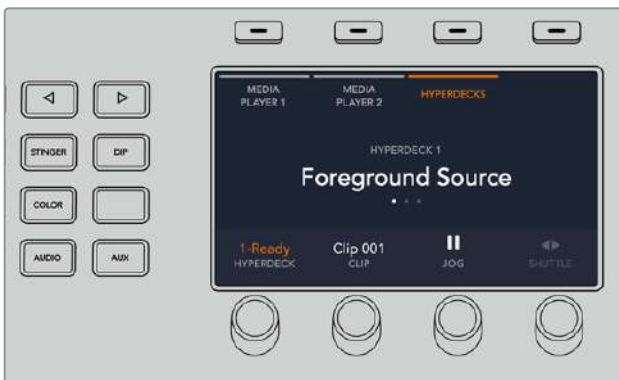 MEDIA PLAYER 1
MEDIA PLAYER 2
HYPERDECKS
STINGER
DIP
HYPERDECK 1
Foreground Source
COLOR
AUDIO
AUX
1-Ready
HYPERDECK
Clip 001
CLIP
JOG
SHUTTLE